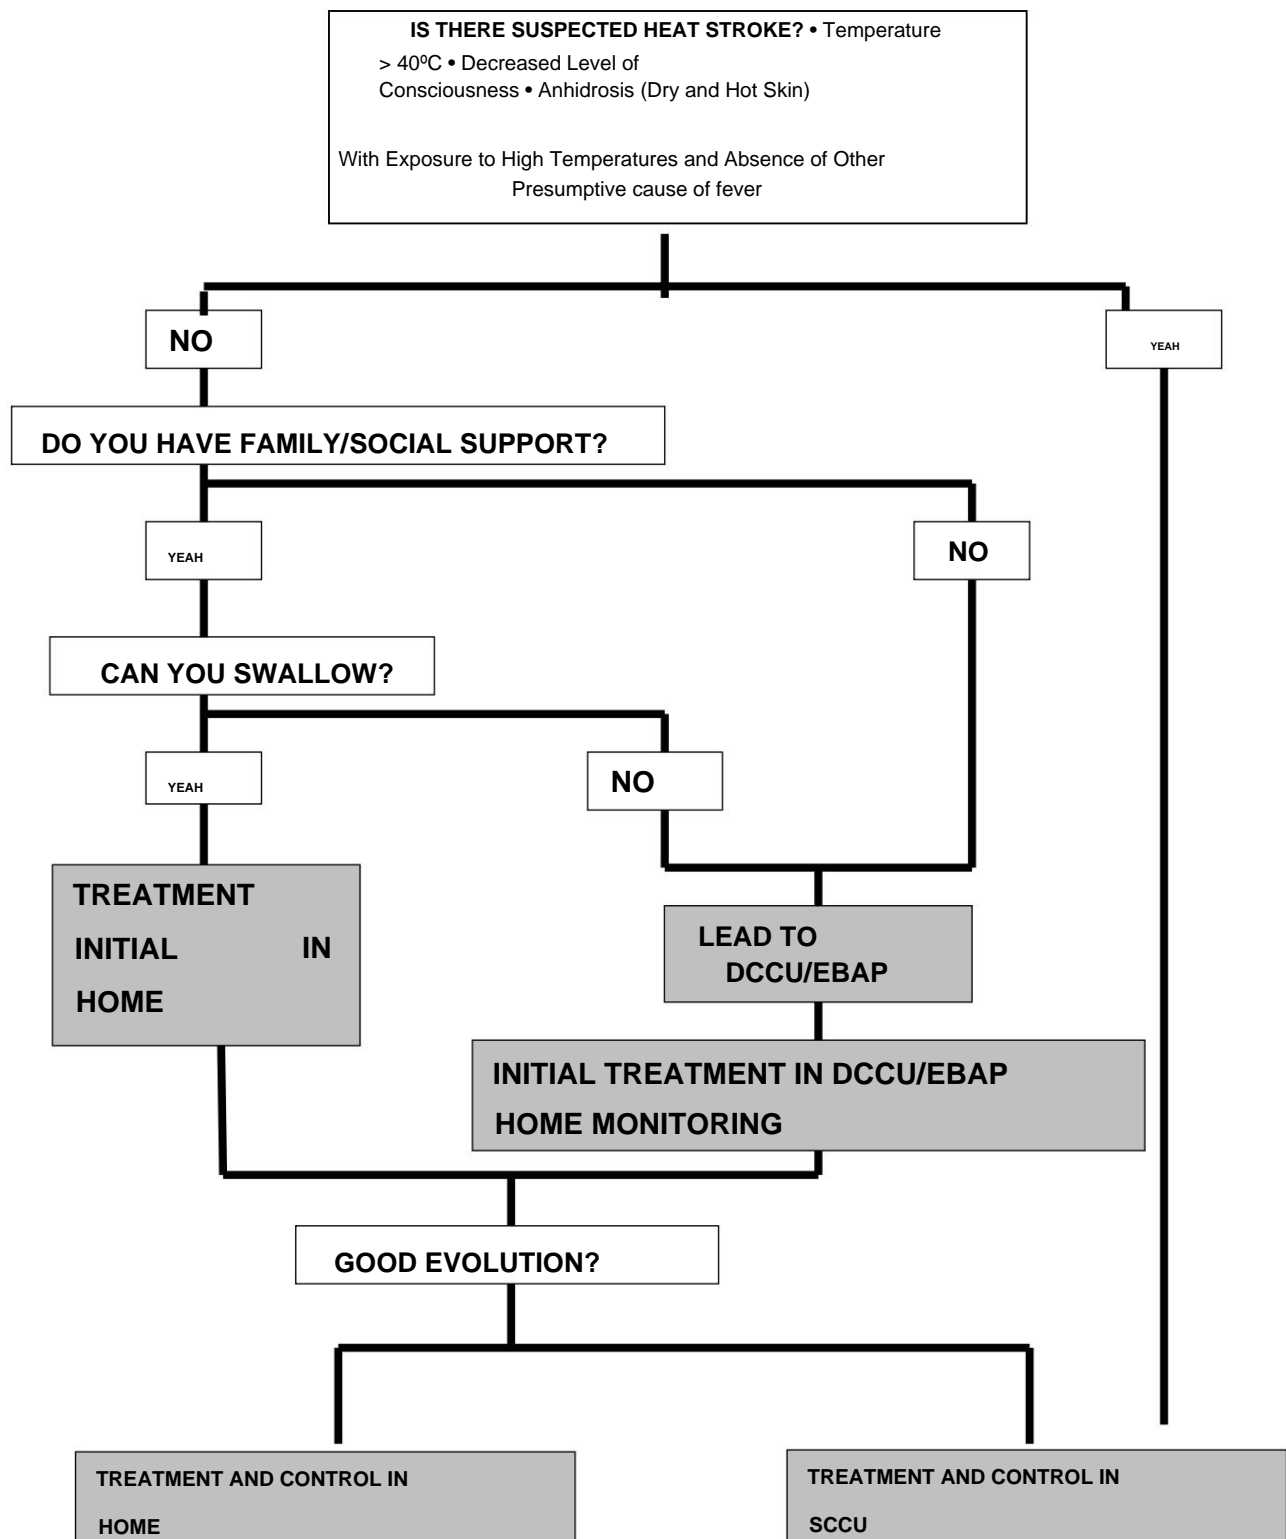 IS THERE SUSPECTED HEAT STROKE? • Temperature
> 40ºC • Decreased Level of
Consciousness • Anhidrosis (Dry and Hot Skin)
With Exposure to High Temperatures and Absence of Other
Presumptive cause of fever
NO
YEAH
DO YOU HAVE FAMILY/SOCIAL SUPPORT?
YEAH
NO
CAN YOU SWALLOW?
YEAH
NO
TREATMENT
INITIAL IN
HOME
LEAD TO
DCCU/EBAP
INITIAL TREATMENT IN DCCU/EBAP
HOME MONITORING
GOOD EVOLUTION?
TREATMENT AND CONTROL IN
HOME
TREATMENT AND CONTROL IN
SCCU